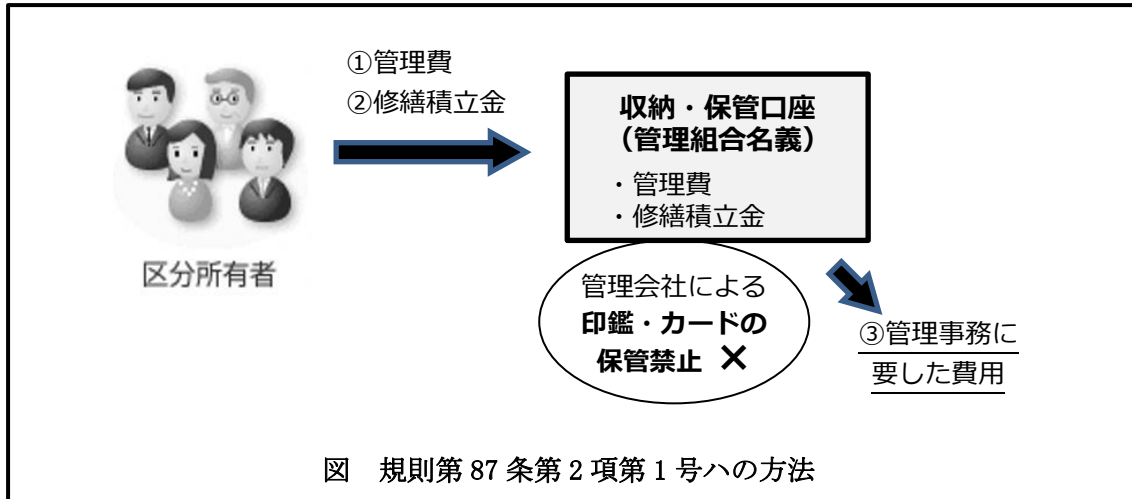 ①管理費
②修繕積立金
区分所有者
収納・保管口座
（管理組合名義）
・管理費
・修繕積立金
管理会社による
印鑑・カードの
保管禁止 ✕
③管理事務に
要した費用
図　規則第 87 条第 2 項第 1 号ハの方法